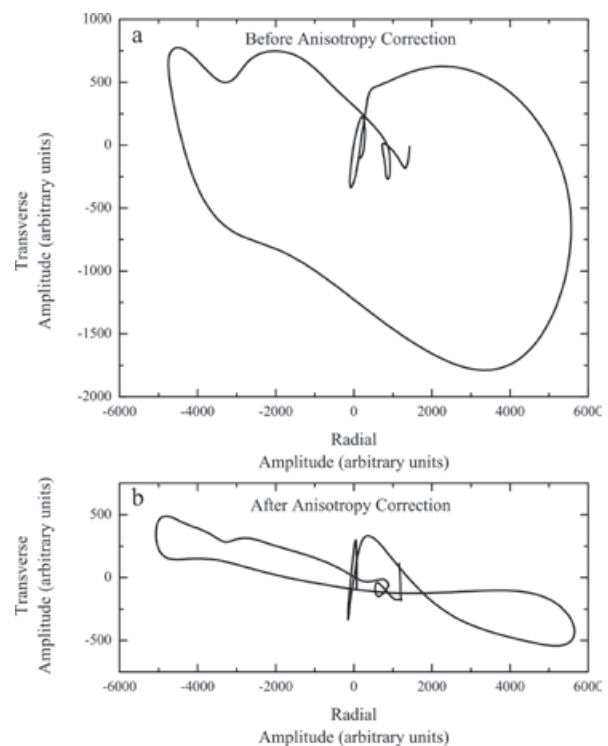 1000
a
Before Anisotropy Correction
500
0
-500
-1000
-1500
-2000
Transverse
Amplitude (arbitrary units)
-6000 -4000 -2000 0 2000 4000 6000
Radial
Amplitude (arbitrary units)
b
After Anisotropy Correction
500
0
-500
Transverse
Amplitude (arbitrary units)
-6000 -4000 -2000 0 2000 4000 6000
Radial
Amplitude (arbitrary units)